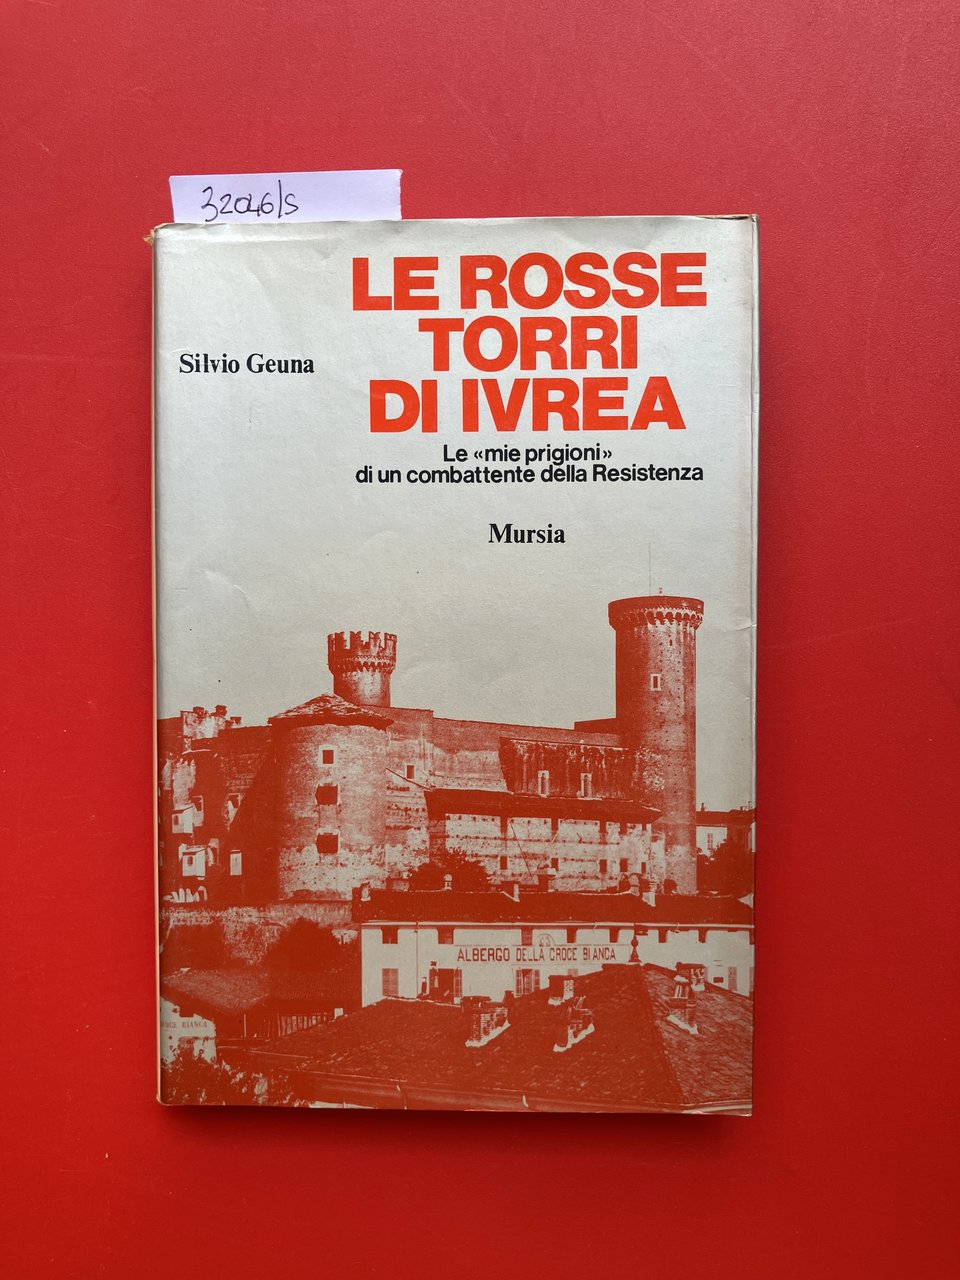 32046/S
LE ROSSE
TORRI
DI IVREA
Silvio Geuna
Le «mie prigioni»
di un combattente della Resistenza
Mursia
ALBERGO DELLA CROCE BIANCA
BIANCA